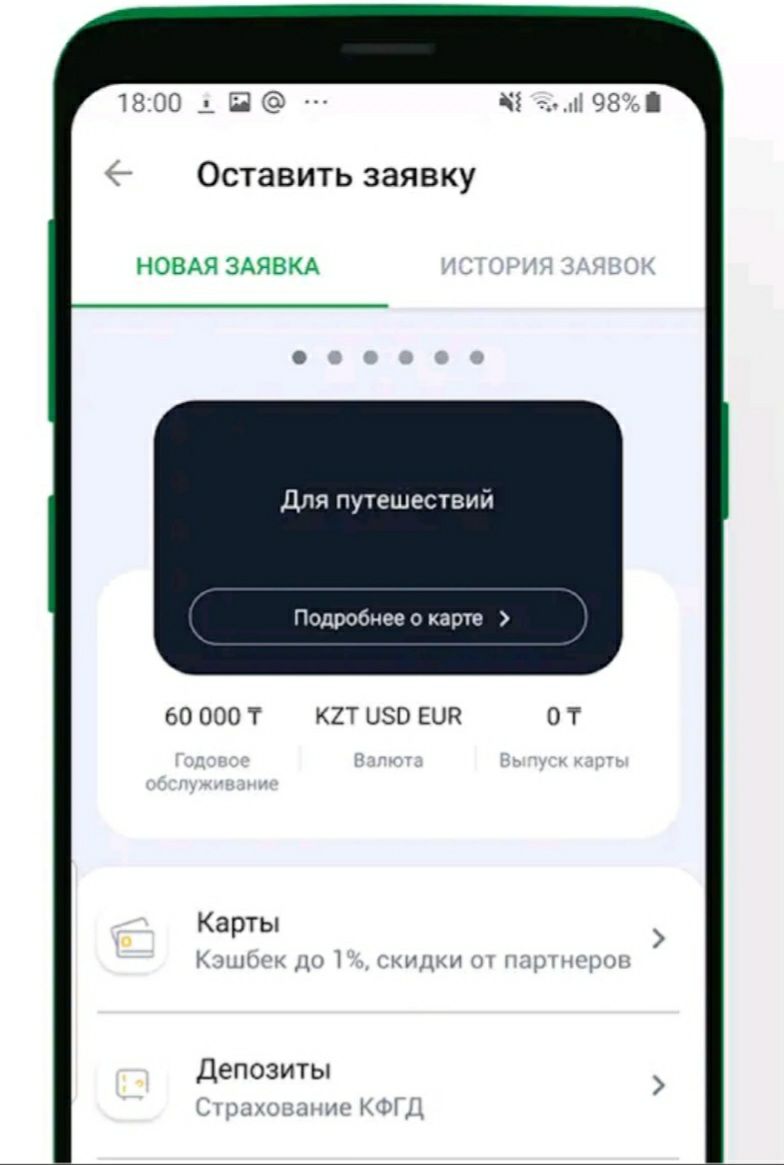 18:00 98%
Оставить заявку
НОВАЯ ЗАЯВКА ИСТОРИЯ ЗАЯВОК
Для путешествий
Подробнее о карте
60 000 ₸ KZT USD EUR 0 ₸
Годовое Валюта Выпуск карты
обслуживание
Карты
Кэшбек до 1%, скидки от партнеров
Депозиты
Страхование КФГД